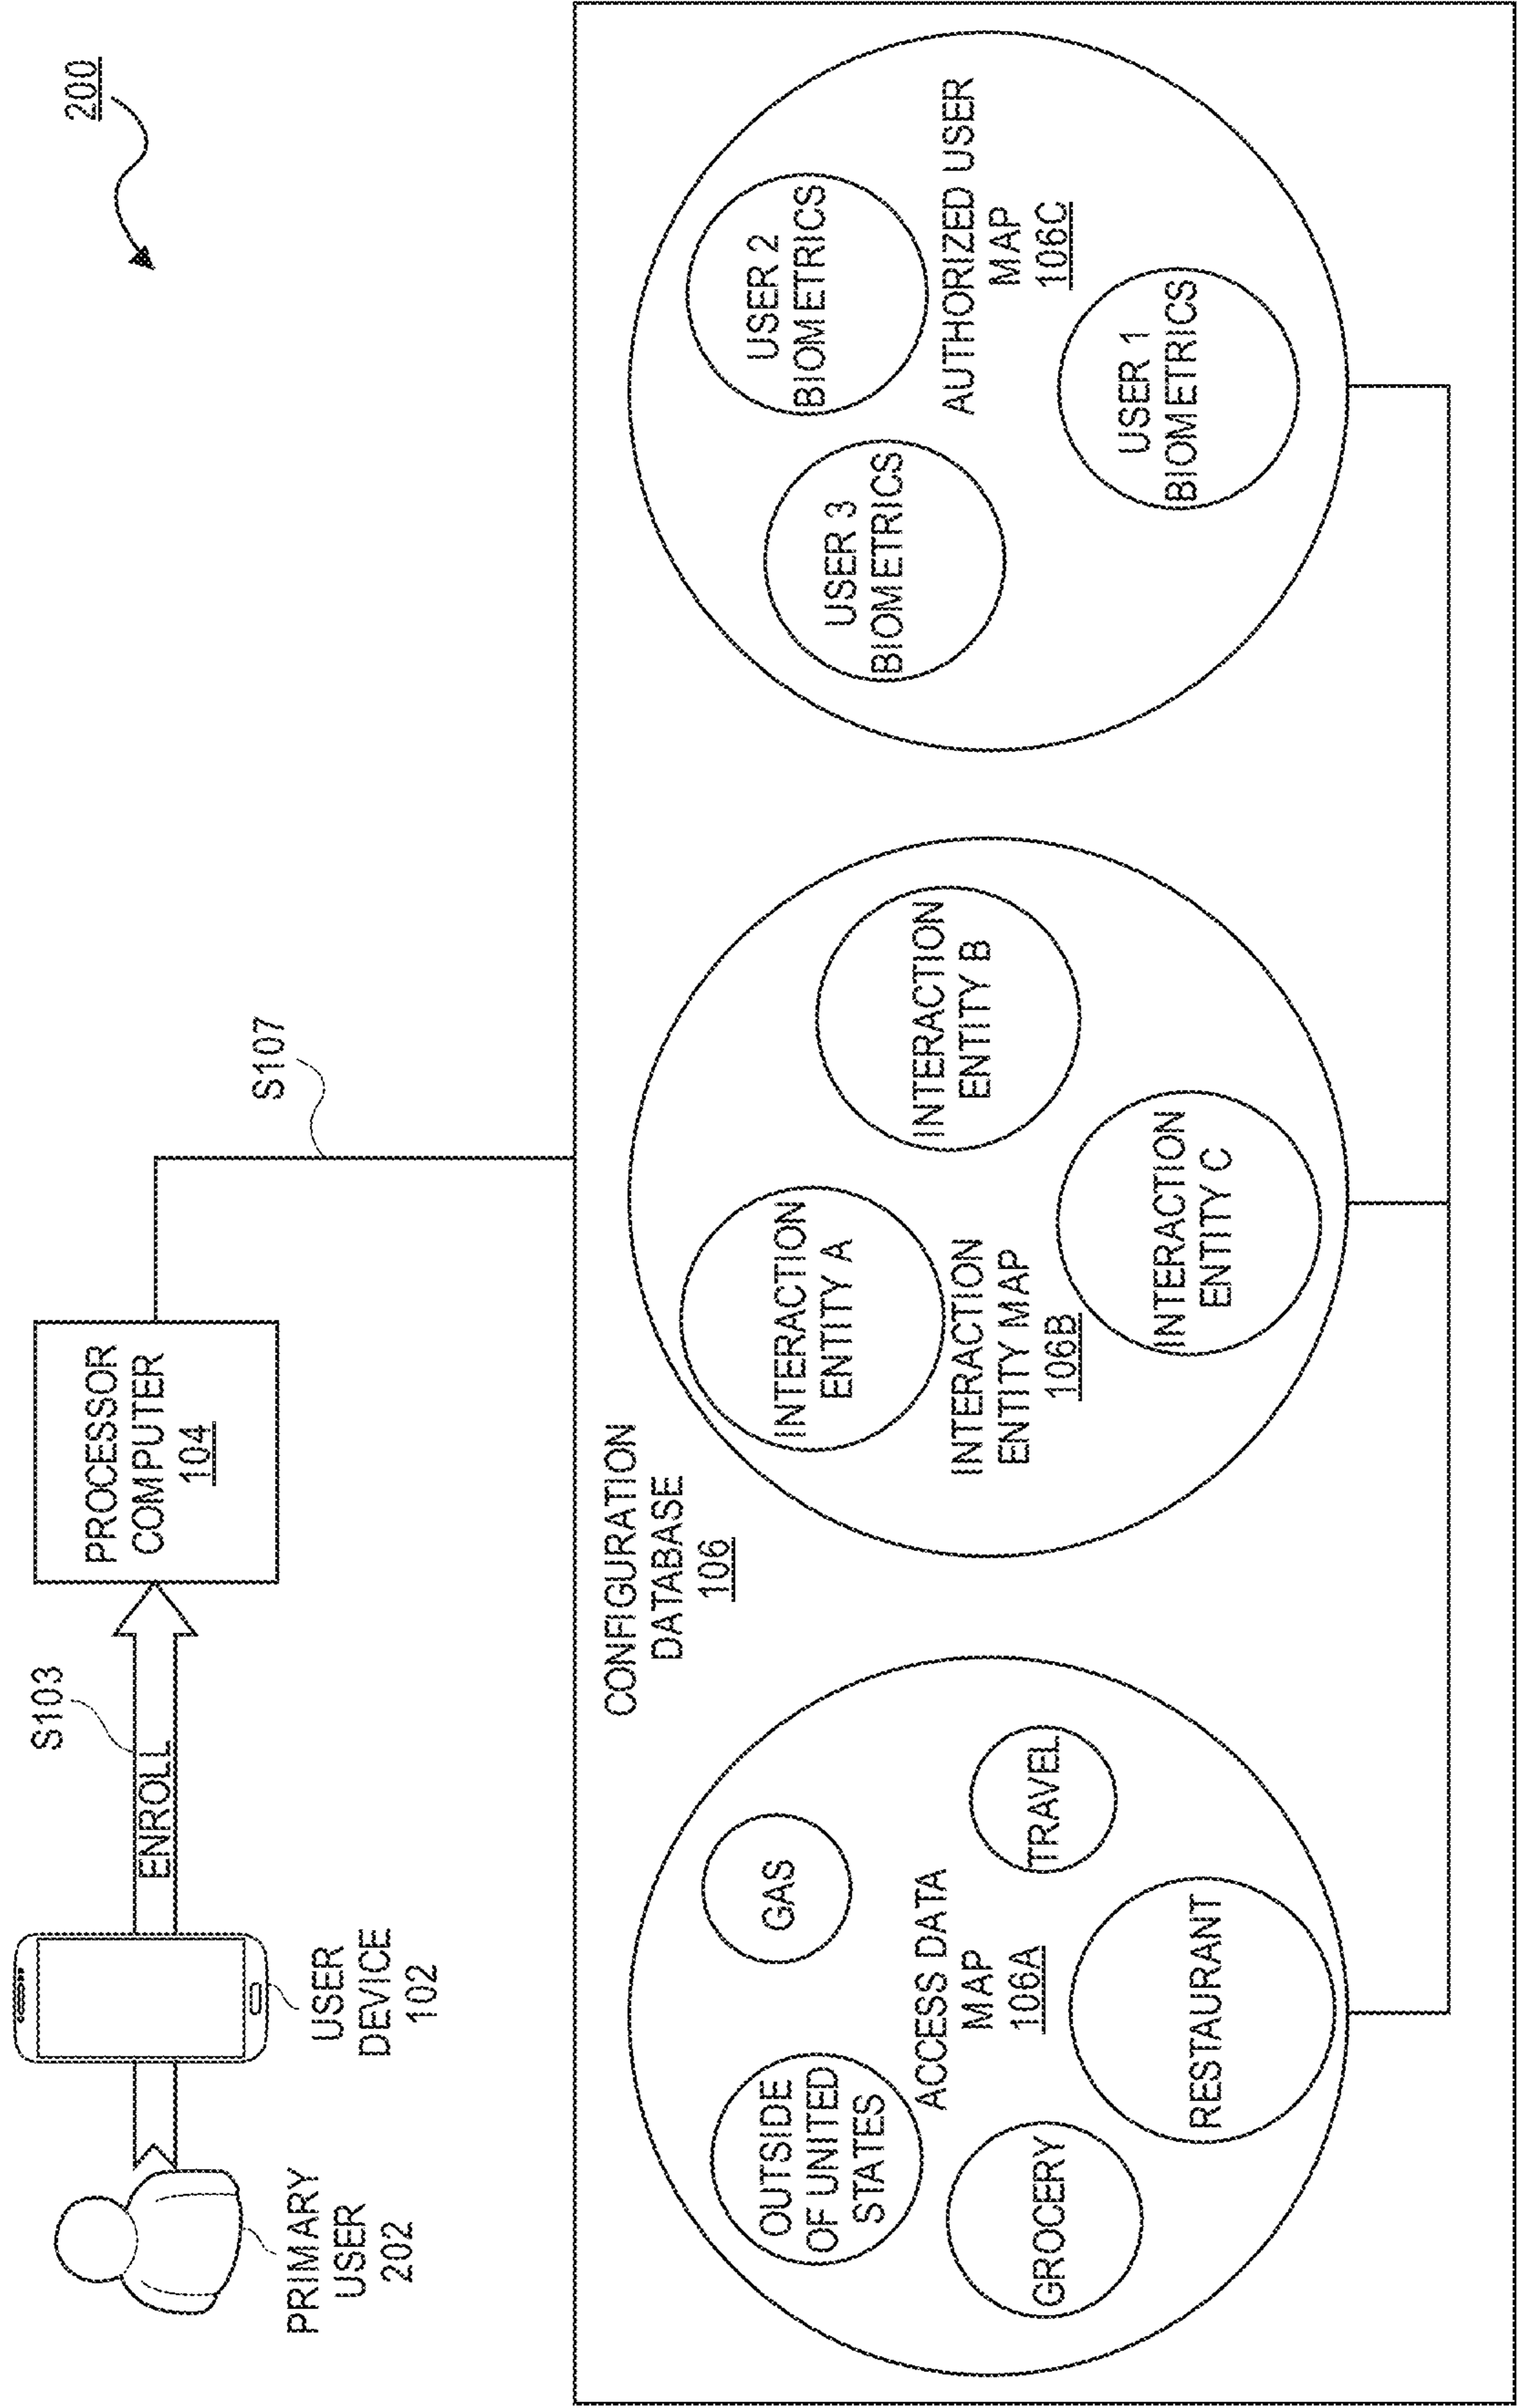 200
PRIMARY
USER
202
USER
DEVICE
102
ENROLL
S103
PROCESSOR
COMPUTER
104
S107
CONFIGURATION
DATABASE
106
OUTSIDE
OF UNITED
STATES
GAS
ACCESS DATA
MAP
106A
GROCERY
TRAVEL
RESTAURANT
INTERACTION
ENTITY A
INTERACTION
ENTITY B
INTERACTION
ENTITY MAP
106B
INTERACTION
ENTITY C
USER 3
BIOMETRICS
USER 2
BIOMETRICS
AUTHORIZED USER
MAP
106C
USER 1
BIOMETRICS